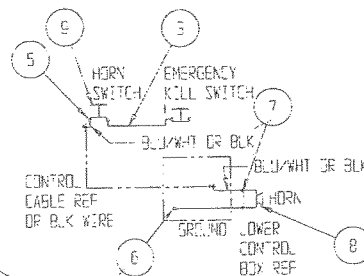 9
3
5
HORN
SWITCH
EMERGENCY
KILL SWITCH
7
BLU/WHT OR BLK
BLU/WHT OR BLK
CONTROL
CABLE REF
OR BLK WIRE
HORN
GROUND
LOWER
CONTROL
BOX REF
6
8